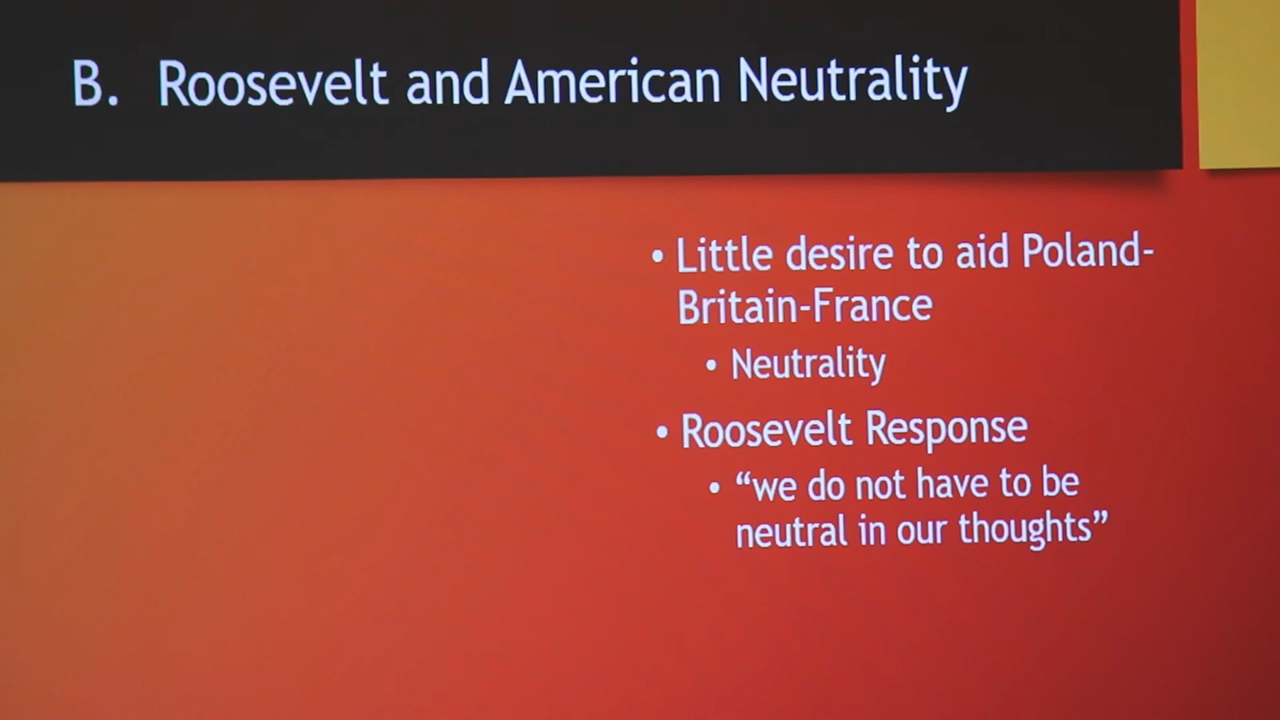 B. Roosevelt and American Neutrality
• Little desire to aid Poland-
Britain-France
• Neutrality
• Roosevelt Response
• “we do not have to be
neutral in our thoughts”